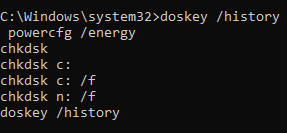 C:\Windows\system32>doskey /history
 powercfg /energy
chkdsk
chkdsk c:
chkdsk c: /f
chkdsk n: /f
doskey /history